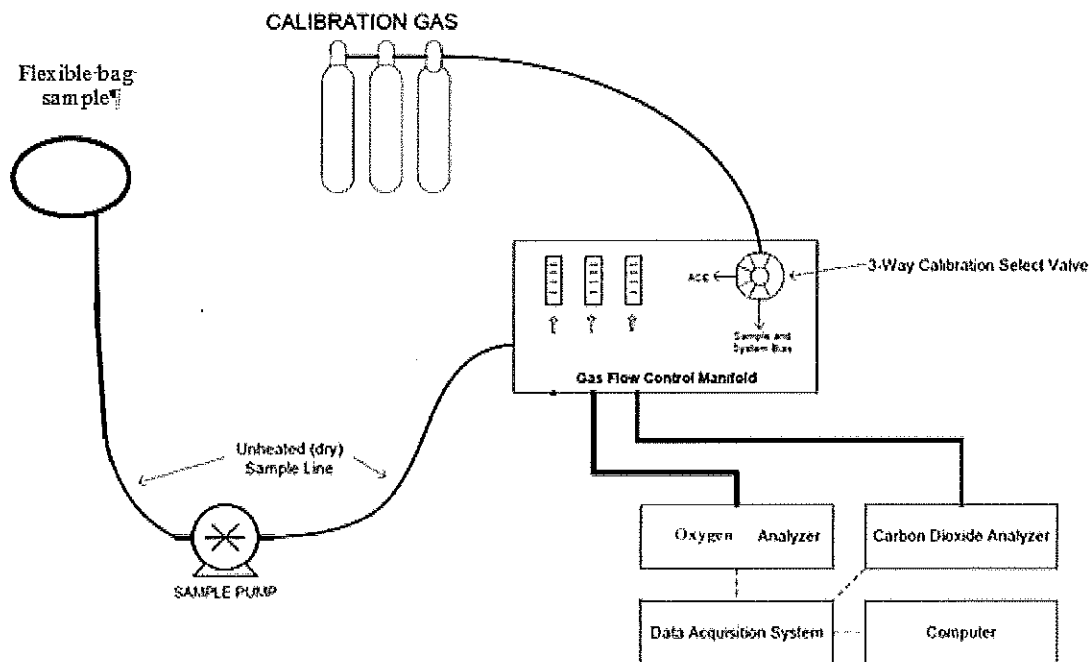 CALIBRATION GAS
Flexible·bag·
sample¶
3-Way Calibration Select Valve
Sample and
System Bias
Gas Flow Control Manifold
Unheated (dry)
Sample Line
SAMPLE PUMP
Oxygen Analyzer
Carbon Dioxide Analyzer
Data Acquisition System
Computer